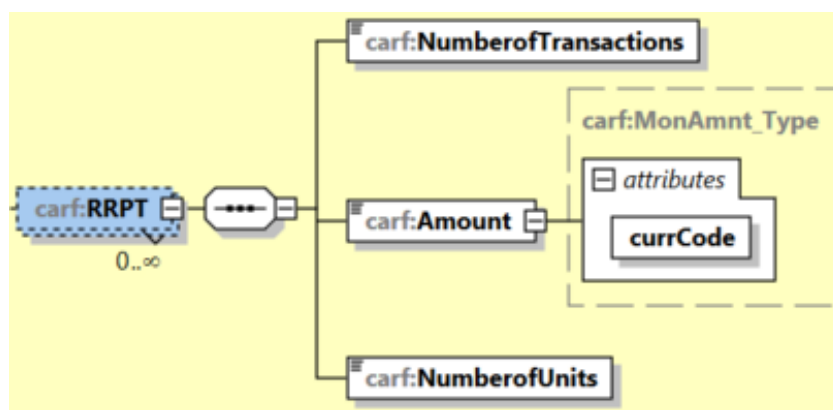 carf:NumberofTransactions
carf:MonAmnt_Type
attributes
carf:RRPT
carf:Amount
currCode
0..∞
carf:NumberofUnits